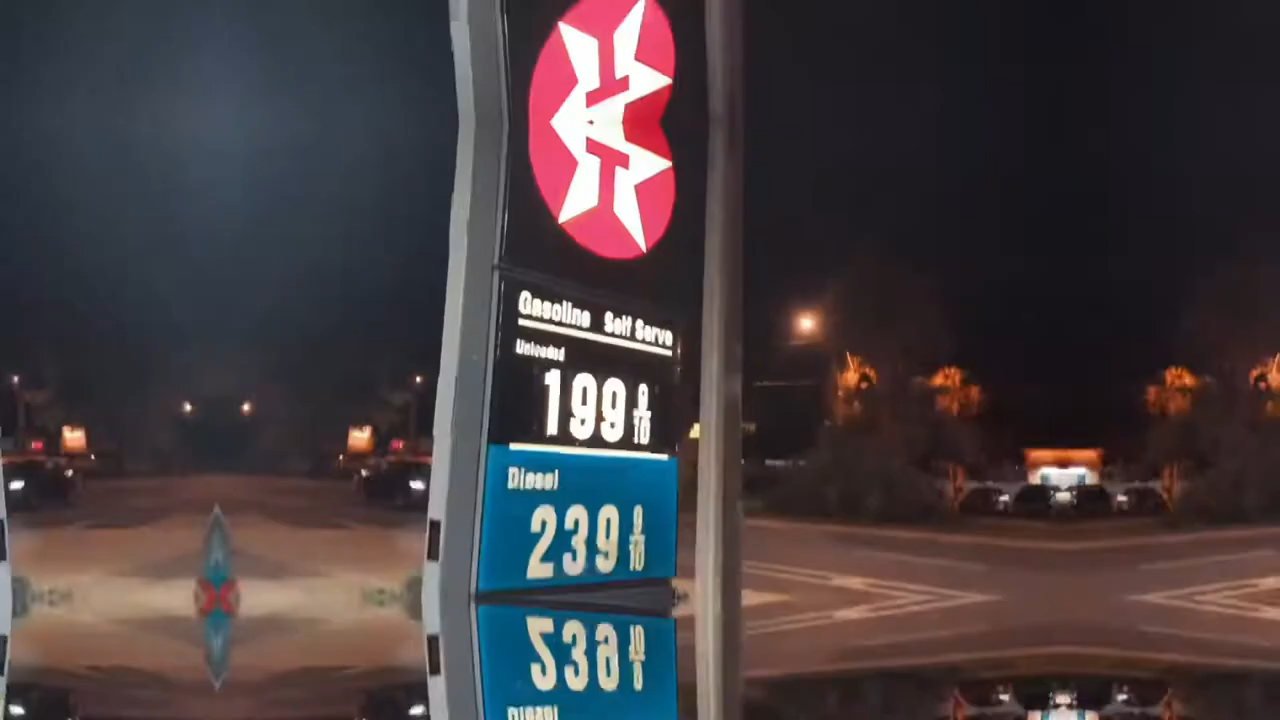 Gasoline Self Serve
Unleaded
199 9/10
Diesel
239 9/10